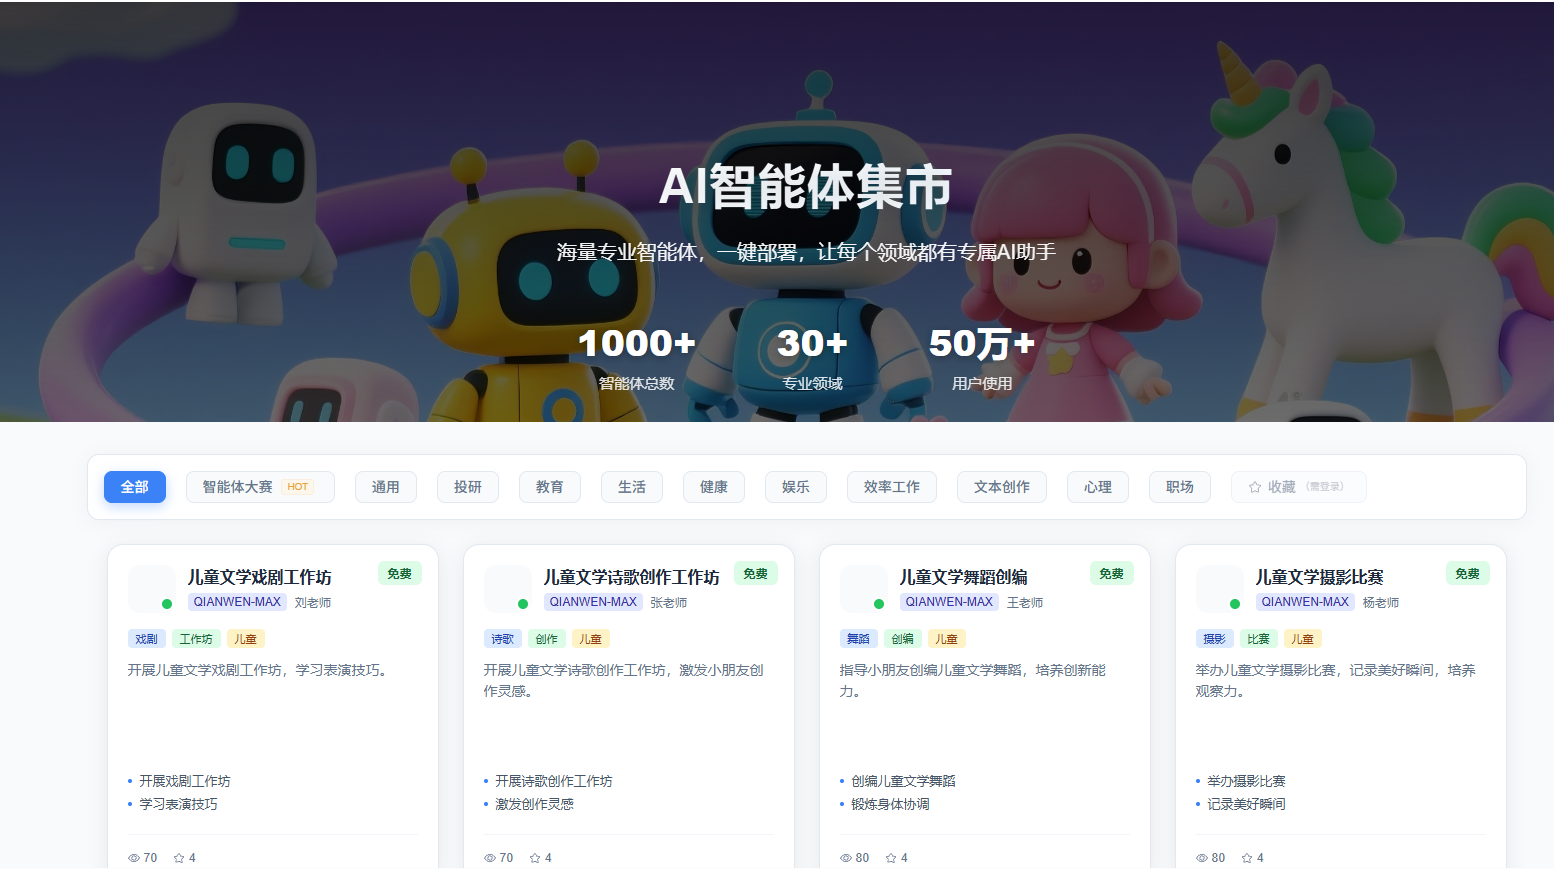 AI智能体集市
海量专业智能体，一键部署，让每个领域都有专属AI助手
1000+ 30+ 50万+
智能体总数 专业领域 用户使用
全部 智能体大赛 HOT 通用 投研 教育 生活 健康 娱乐 效率工作 文本创作 心理 职场 收藏 （需登录）
儿童文学戏剧工作坊 免费
QIANWEN-MAX 刘老师
戏剧 工作坊 儿童
开展儿童文学戏剧工作坊，学习表演技巧。
开展戏剧工作坊
学习表演技巧
70 4
儿童文学诗歌创作工作坊 免费
QIANWEN-MAX 张老师
诗歌 创作 儿童
开展儿童文学诗歌创作工作坊，激发小朋友创
作灵感。
开展诗歌创作工作坊
激发创作灵感
70 4
儿童文学舞蹈创编 免费
QIANWEN-MAX 王老师
舞蹈 创编 儿童
指导小朋友创编儿童文学舞蹈，培养创新能
力。
创编儿童文学舞蹈
锻炼身体协调
80 4
儿童文学摄影比赛 免费
QIANWEN-MAX 杨老师
摄影 比赛 儿童
举办儿童文学摄影比赛，记录美好瞬间，培养
观察力。
举办摄影比赛
记录美好瞬间
80 4